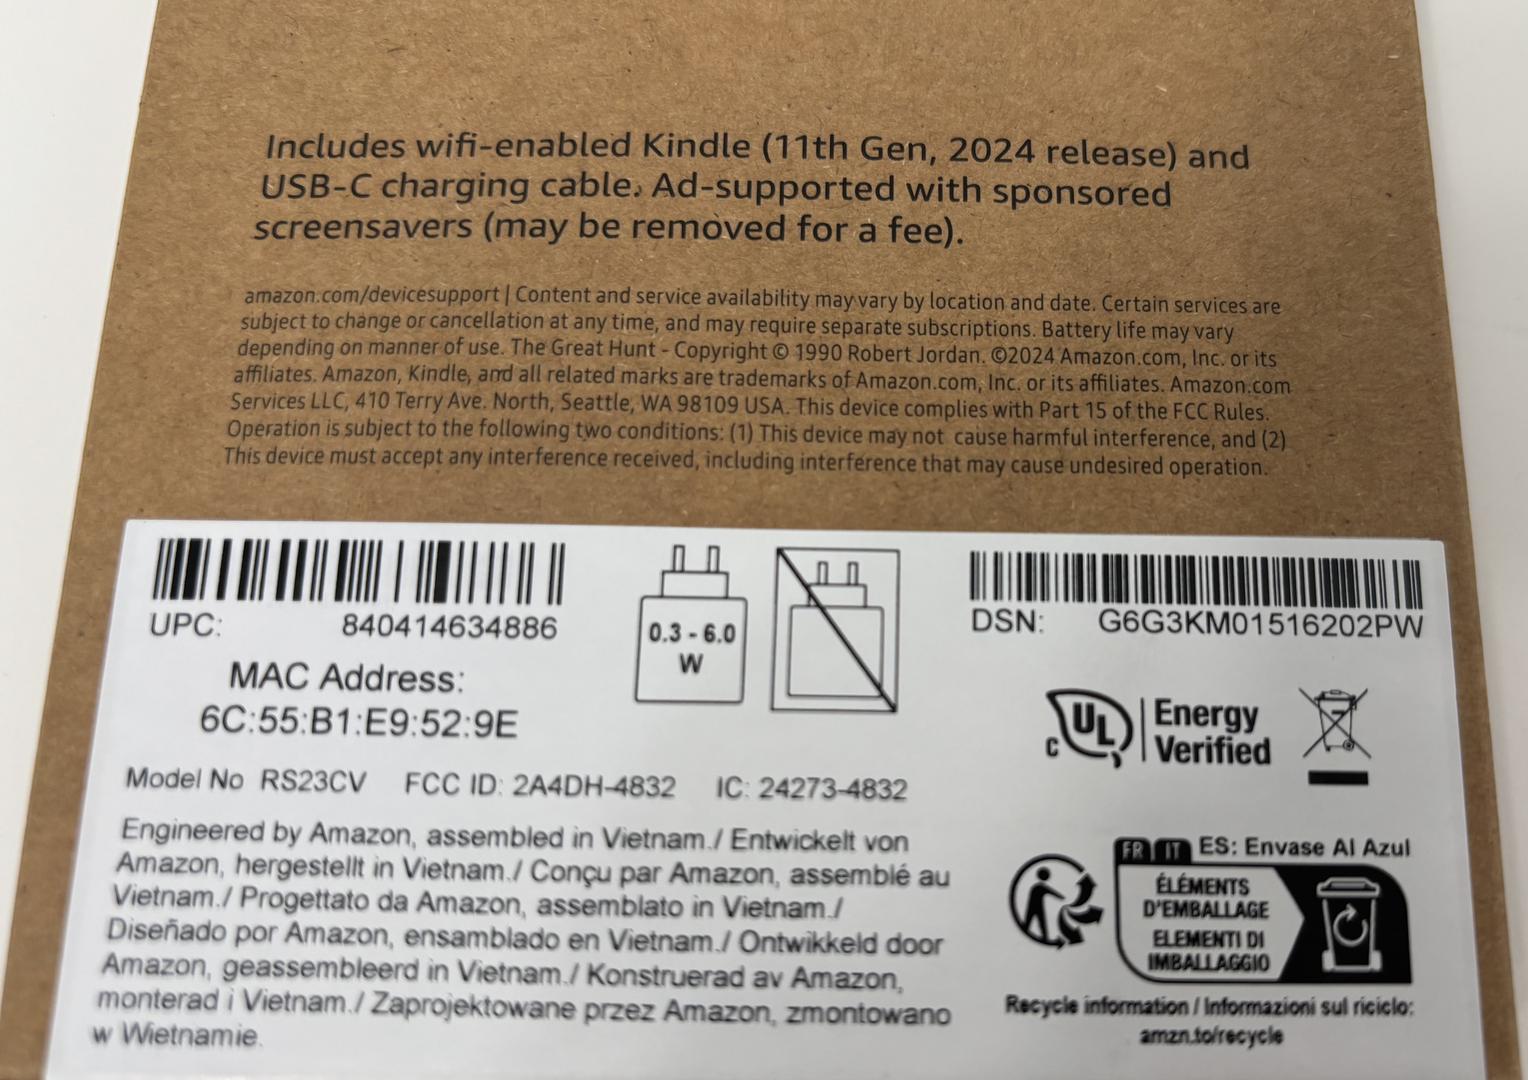 Includes wifi-enabled Kindle (11th Gen, 2024 release) and
USB-C charging cable. Ad-supported with sponsored
screensavers (may be removed for a fee).
amazon.com/devicesupport | Content and service availability may vary by location and date. Certain services are
subject to change or cancellation at any time, and may require separate subscriptions. Battery life may vary
depending on manner of use. The Great Hunt - Copyright © 1990 Robert Jordan. ©2024 Amazon.com, Inc. or its
affiliates. Amazon, Kindle, and all related marks are trademarks of Amazon.com, Inc. or its affiliates. Amazon.com
Services LLC, 410 Terry Ave. North, Seattle, WA 98109 USA. This device complies with Part 15 of the FCC Rules.
Operation is subject to the following two conditions: (1) This device may not cause harmful interference, and (2)
This device must accept any interference received, including interference that may cause undesired operation.
UPC: 840414634886
MAC Address:
6C:55:B1:E9:52:9E
0.3 - 6.0
W
DSN: G6G3KM01516202PW
C UL Energy
Verified
Model No RS23CV FCC ID: 2A4DH-4832 IC: 24273-4832
Engineered by Amazon, assembled in Vietnam./ Entwickelt von
Amazon, hergestellt in Vietnam./ Conçu par Amazon, assemblé au
Vietnam./ Progettato da Amazon, assemblato in Vietnam./
Diseñado por Amazon, ensamblado en Vietnam./ Ontwikkeld door
Amazon, geassembleerd in Vietnam./ Konstruerad av Amazon,
monterad i Vietnam./ Zaprojektowane przez Amazon, zmontowano
w Wietnamie.
FR IT ES: Envase Al Azul
ÉLÉMENTS
D'EMBALLAGE
ELEMENTI DI
IMBALLAGGIO
Recycle information / Informazioni sul riciclo:
amzn.to/recycle